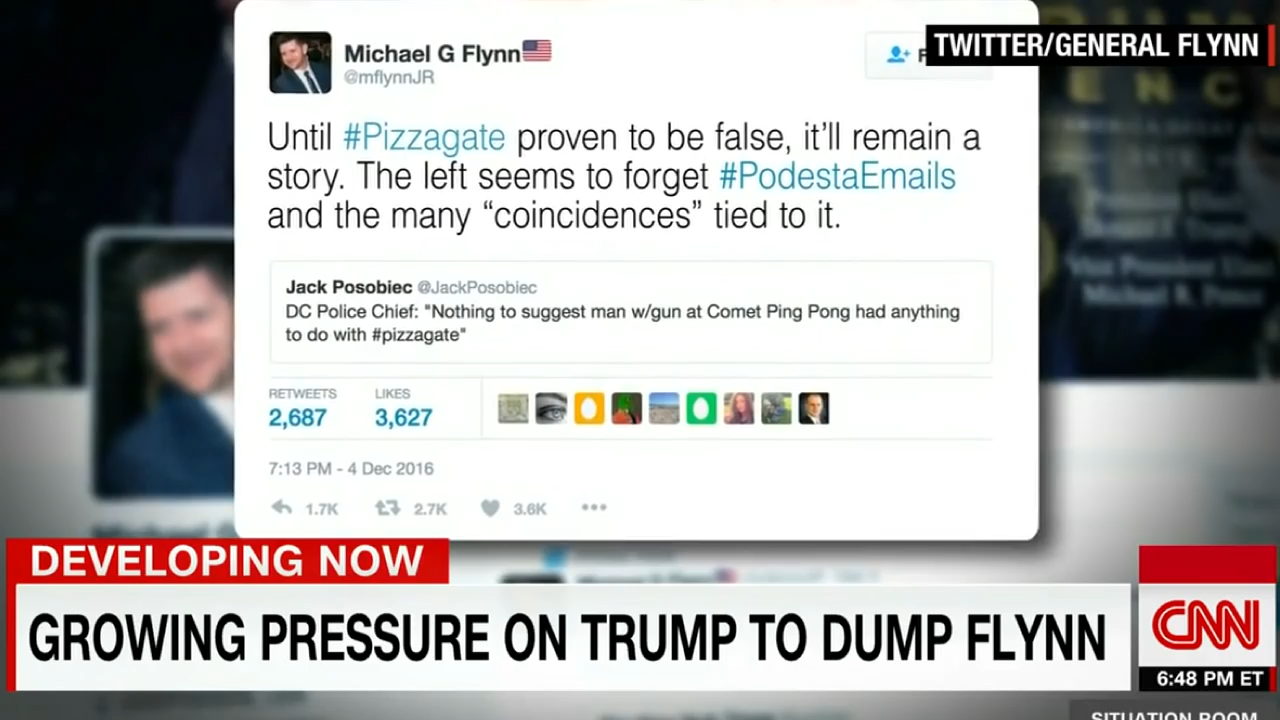 TWITTER/GENERAL FLYNN
Michael G Flynn
@mflynnJR
Until #Pizzagate proven to be false, it'll remain a
story. The left seems to forget #PodestaEmails
and the many “coincidences” tied to it.
Jack Posobiec @JackPosobiec
DC Police Chief: "Nothing to suggest man w/gun at Comet Ping Pong had anything
to do with #pizzagate"
RETWEETS LIKES
2,687 3,627
7:13 PM - 4 Dec 2016
1.7K 2.7K 3.6K
DEVELOPING NOW
GROWING PRESSURE ON TRUMP TO DUMP FLYNN
CNN
6:48 PM ET
SITUATION ROOM